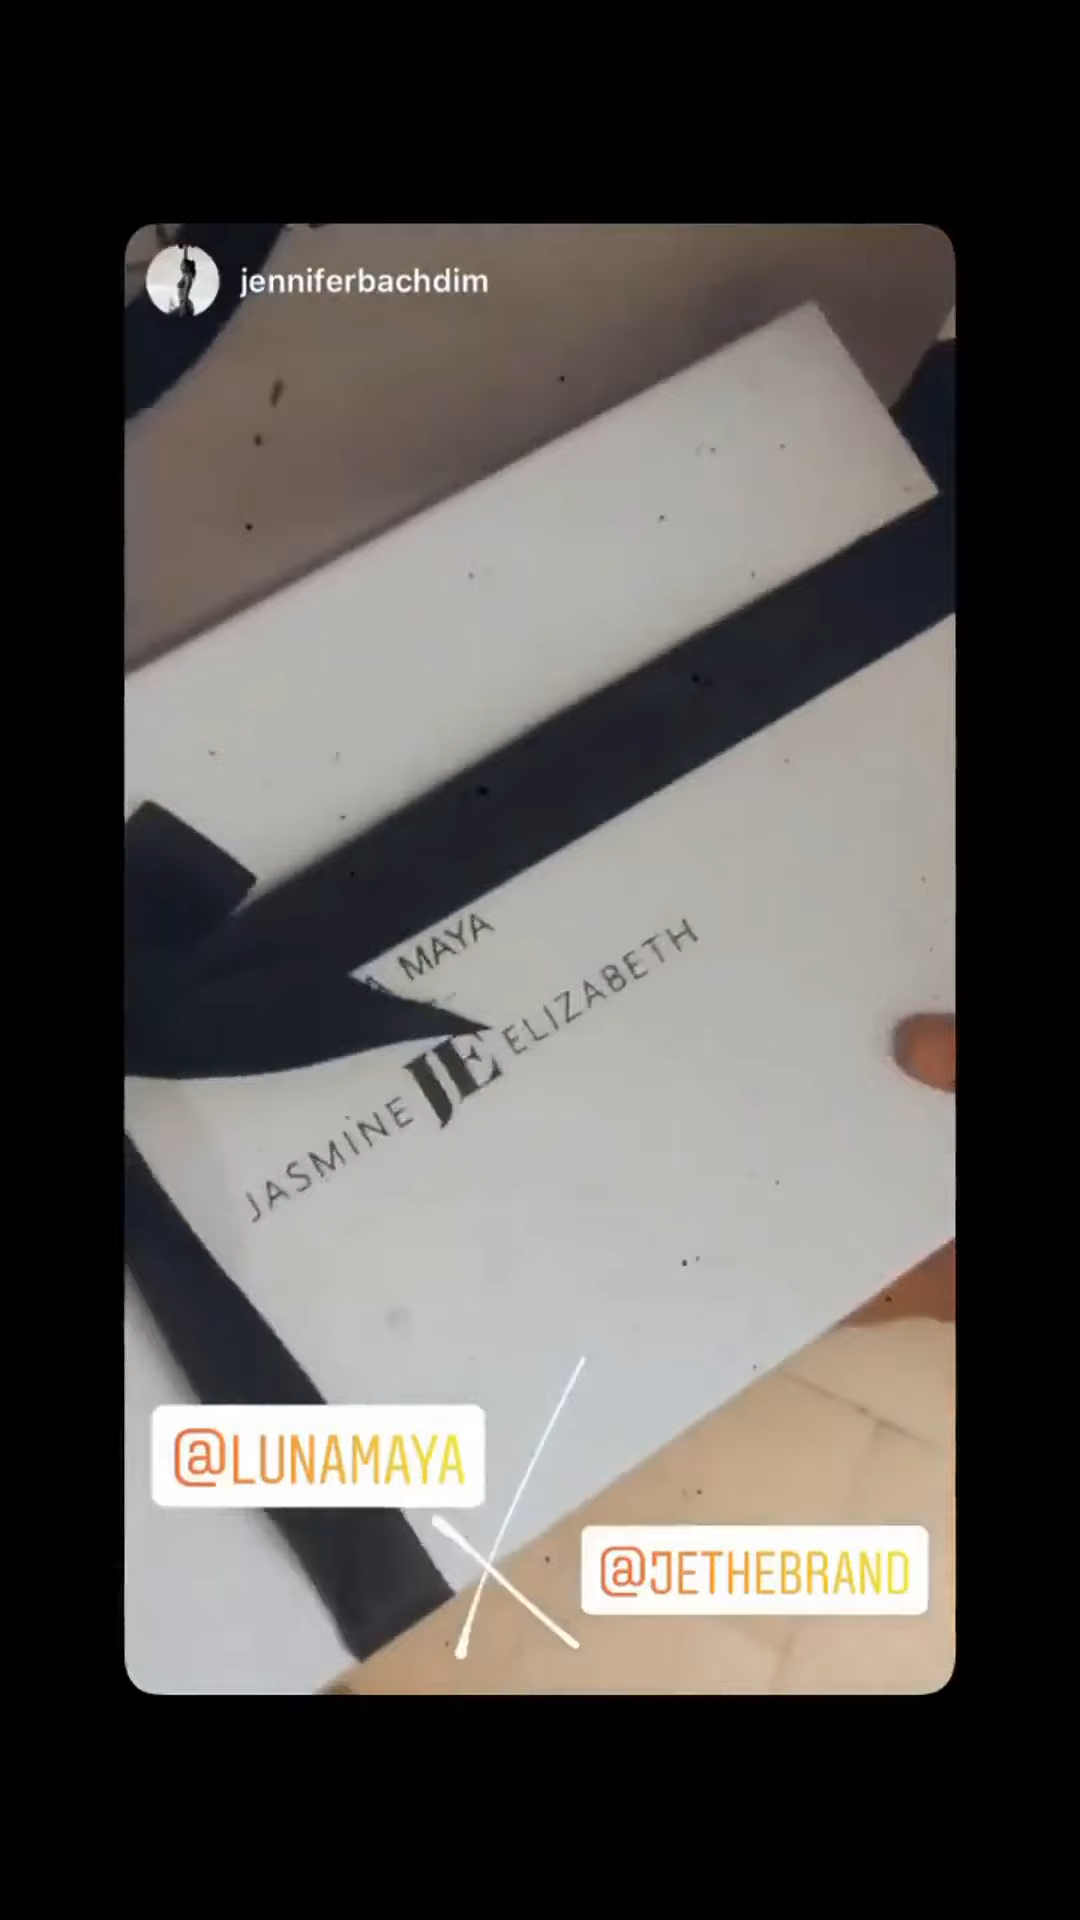 jenniferbachdim
MAYA
JASMINE JE ELIZABETH
@LUNAMAYA
@JETHEBRAND